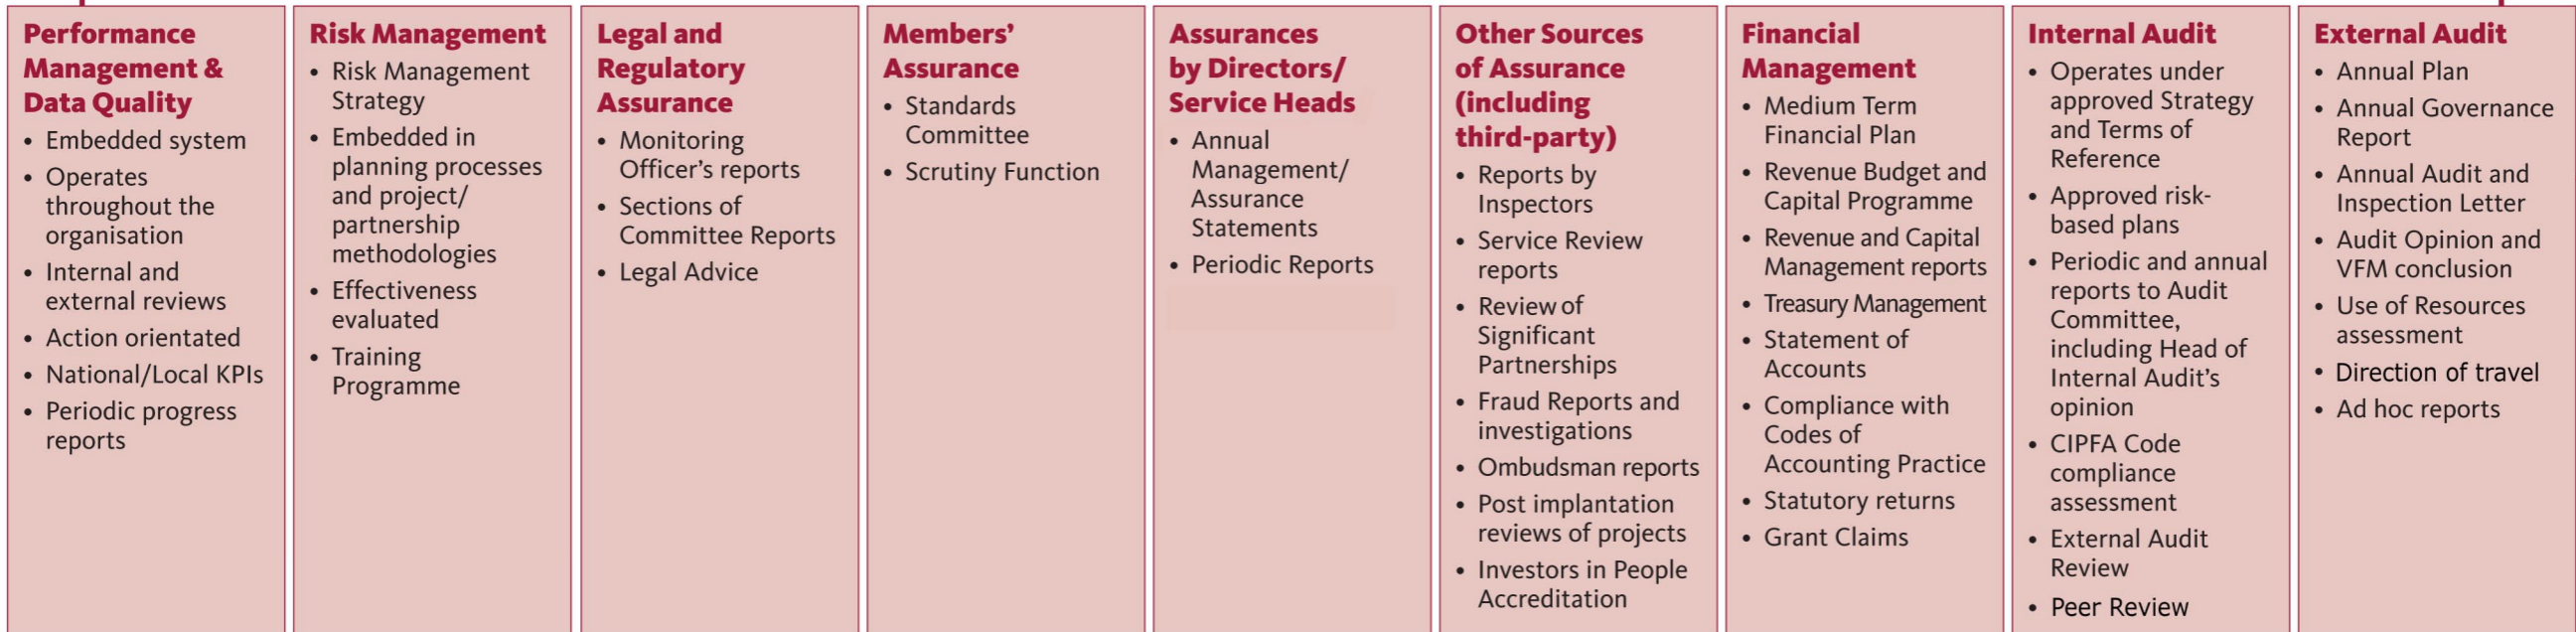 Performance
Management &
Data Quality
• Embedded system
• Operates
throughout the
organisation
• Internal and
external reviews
• Action orientated
• National/Local KPIs
• Periodic progress
reports
Risk Management
• Risk Management
Strategy
• Embedded in
planning processes
and project/
partnership
methodologies
• Effectiveness
evaluated
• Training
Programme
Legal and
Regulatory
Assurance
• Monitoring
Officer’s reports
• Sections of
Committee Reports
• Legal Advice
Members’
Assurance
• Standards
Committee
• Scrutiny Function
Assurances
by Directors/
Service Heads
• Annual
Management/
Assurance
Statements
• Periodic Reports
Other Sources
of Assurance
(including
third-party)
• Reports by
Inspectors
• Service Review
reports
• Review of
Significant
Partnerships
• Fraud Reports and
investigations
• Ombudsman reports
• Post implantation
reviews of projects
• Investors in People
Accreditation
Financial
Management
• Medium Term
Financial Plan
• Revenue Budget and
Capital Programme
• Revenue and Capital
Management reports
• Treasury Management
• Statement of
Accounts
• Compliance with
Codes of
Accounting Practice
• Statutory returns
• Grant Claims
Internal Audit
• Operates under
approved Strategy
and Terms of
Reference
• Approved risk-
based plans
• Periodic and annual
reports to Audit
Committee,
including Head of
Internal Audit’s
opinion
• CIPFA Code
compliance
assessment
• External Audit
Review
• Peer Review
External Audit
• Annual Plan
• Annual Governance
Report
• Annual Audit and
Inspection Letter
• Audit Opinion and
VFM conclusion
• Use of Resources
assessment
• Direction of travel
• Ad hoc reports